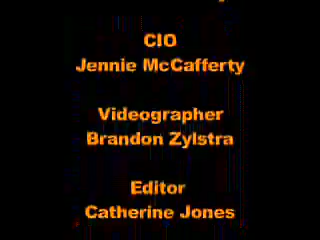 CIO
Jennie McCafferty
Videographer
Brandon Zylstra
Editor
Catherine Jones